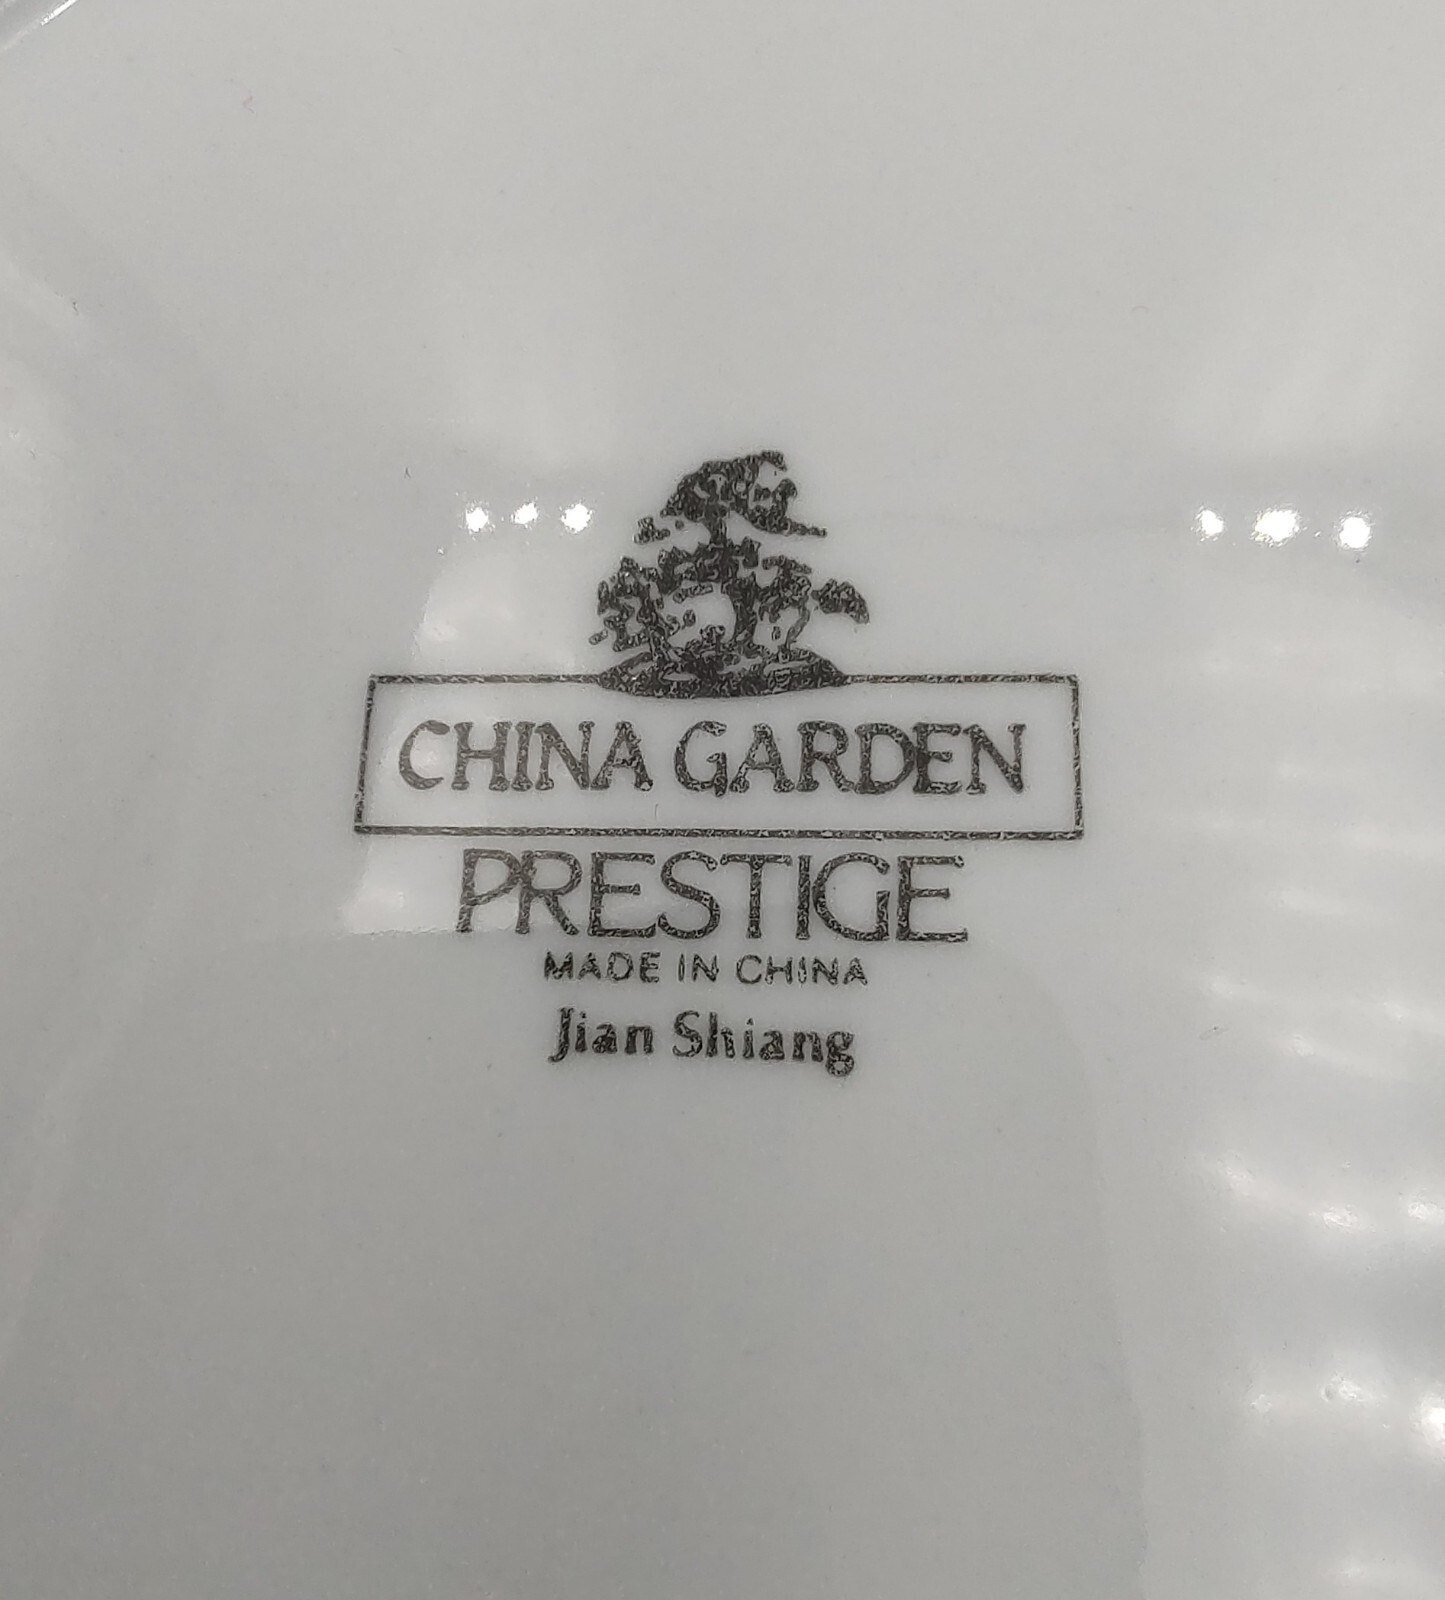 CHINA GARDEN
PRESTIGE
MADE IN CHINA
Jian Shiang